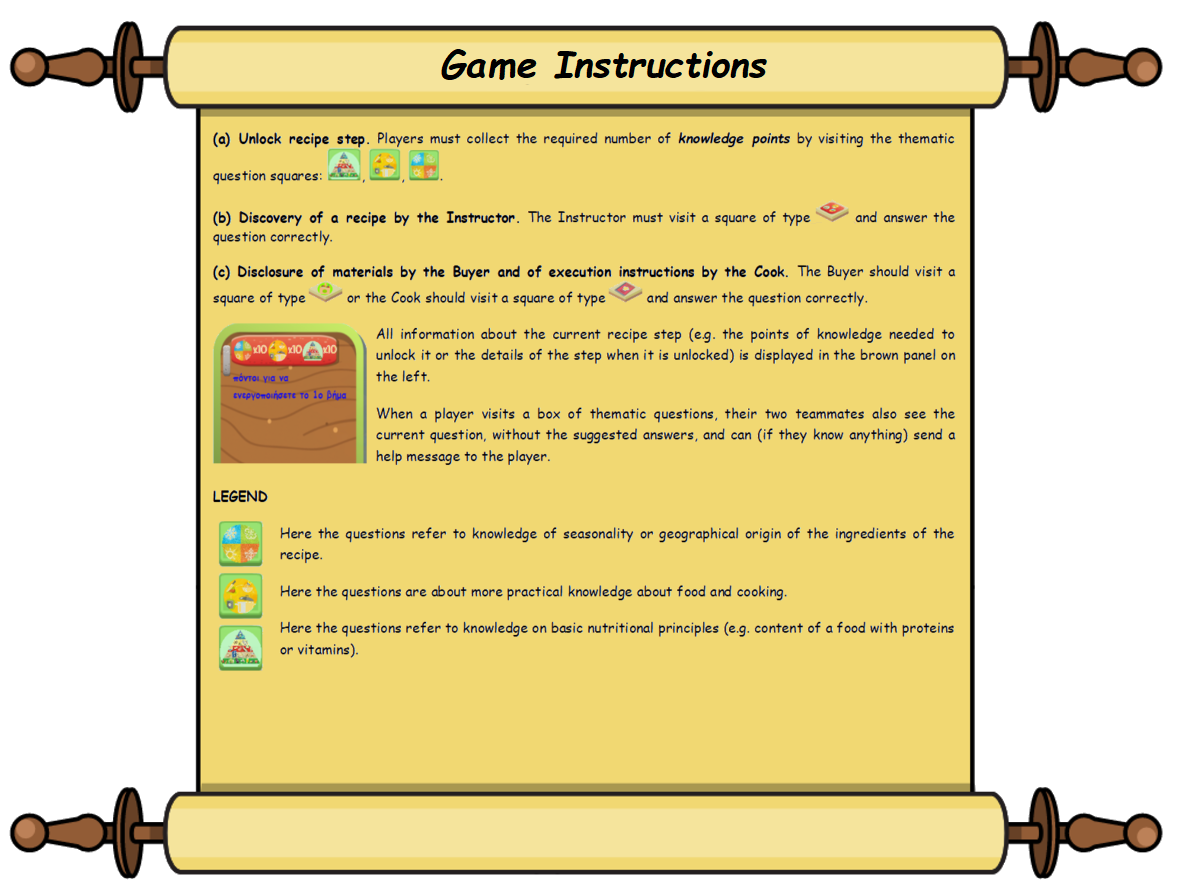 Game Instructions
(a) Unlock recipe step. Players must collect the required number of knowledge points by visiting the thematic
question squares: , , .
(b) Discovery of a recipe by the Instructor. The Instructor must visit a square of type and answer the
question correctly.
(c) Disclosure of materials by the Buyer and of execution instructions by the Cook. The Buyer should visit a
square of type or the Cook should visit a square of type and answer the question correctly.
x10 x10 x10
πόντοι για να
ενεργοποιήσετε το 1ο βήμα
All information about the current recipe step (e.g. the points of knowledge needed to
unlock it or the details of the step when it is unlocked) is displayed in the brown panel on
the left.
When a player visits a box of thematic questions, their two teammates also see the
current question, without the suggested answers, and can (if they know anything) send a
help message to the player.
LEGEND
Here the questions refer to knowledge of seasonality or geographical origin of the ingredients of the
recipe.
Here the questions are about more practical knowledge about food and cooking.
Here the questions refer to knowledge on basic nutritional principles (e.g. content of a food with proteins
or vitamins).